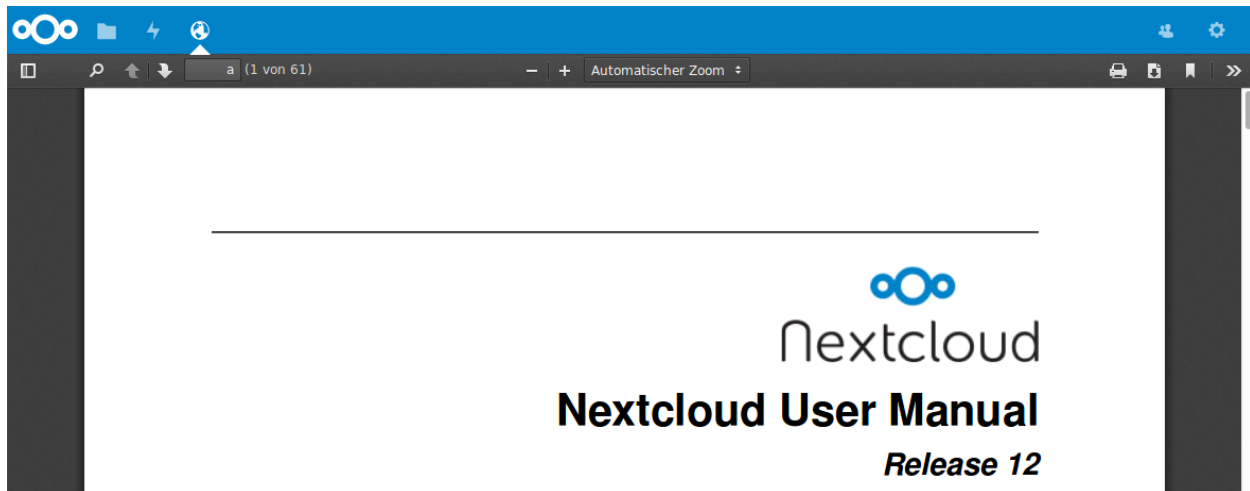 a (1 von 61) Automatischer Zoom
Nextcloud
Nextcloud User Manual
Release 12